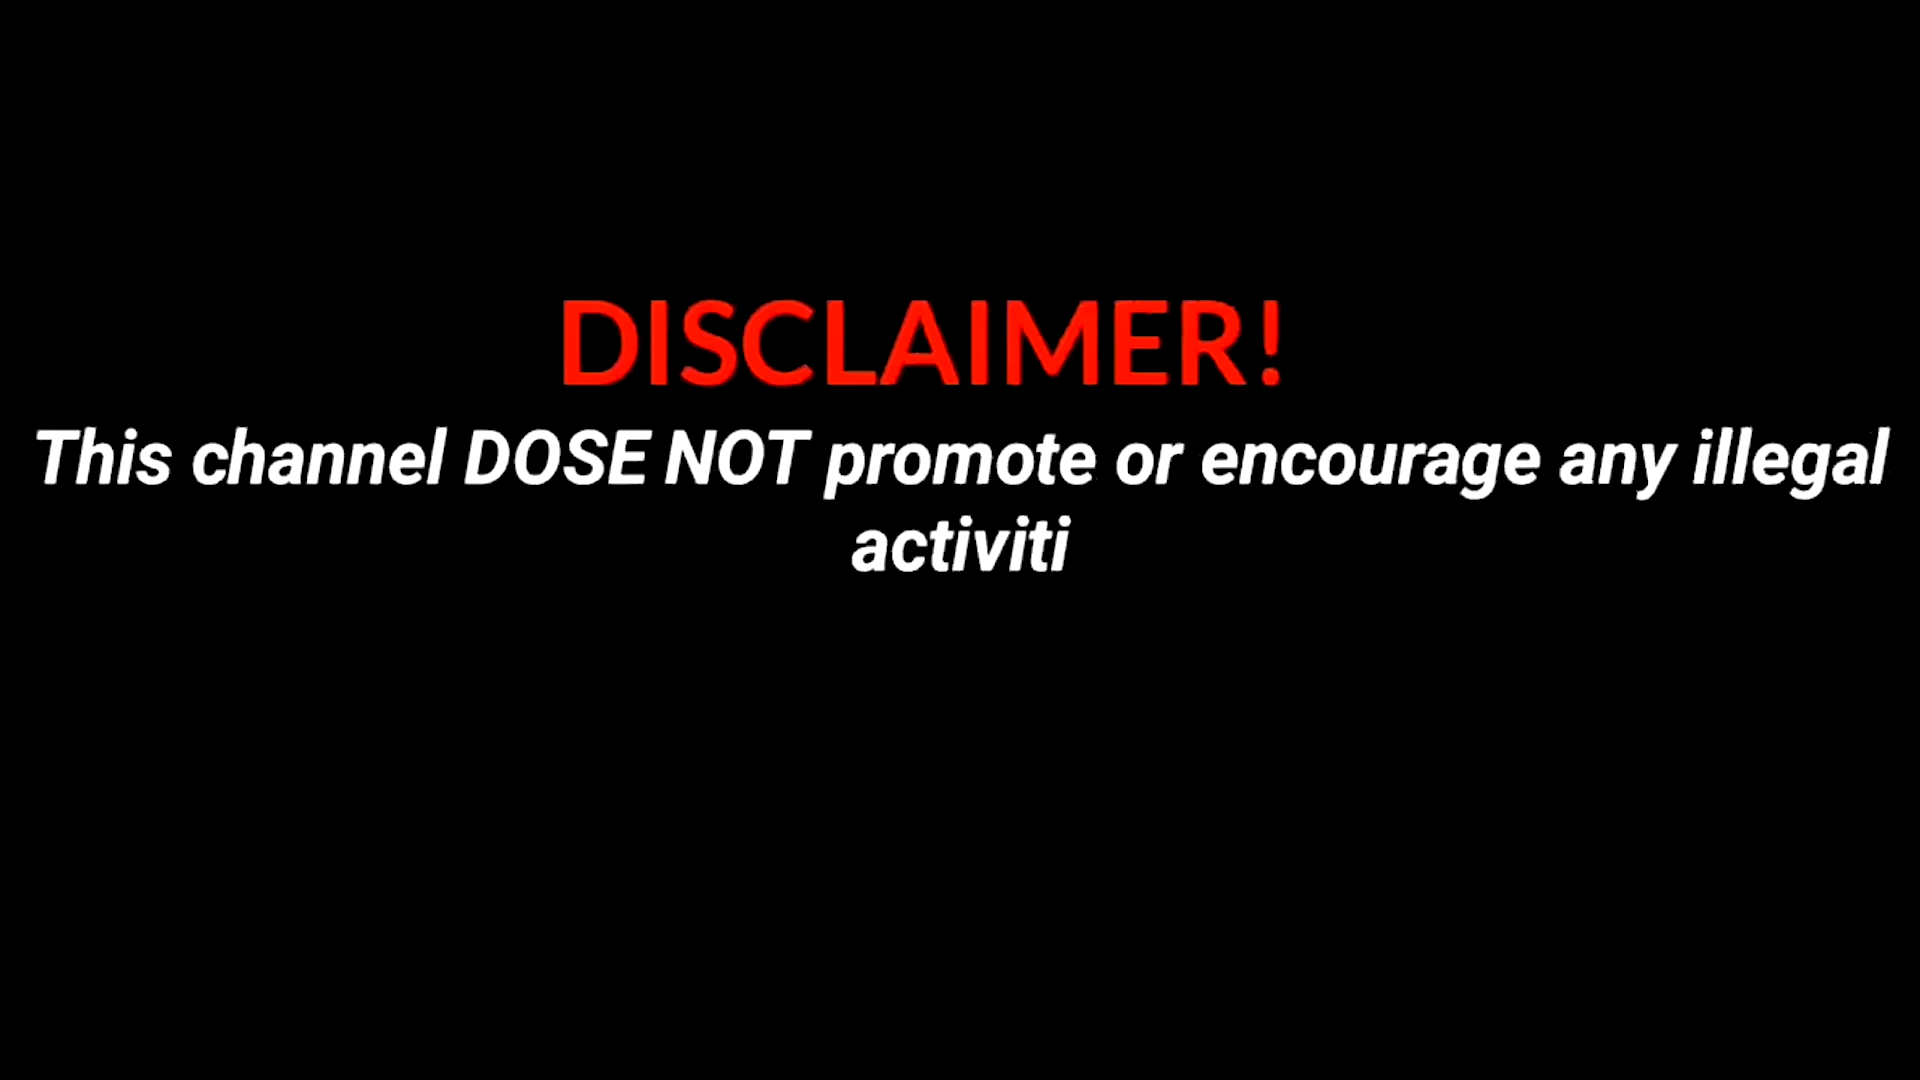 DISCLAIMER!
This channel DOSE NOT promote or encourage any illegal
activiti